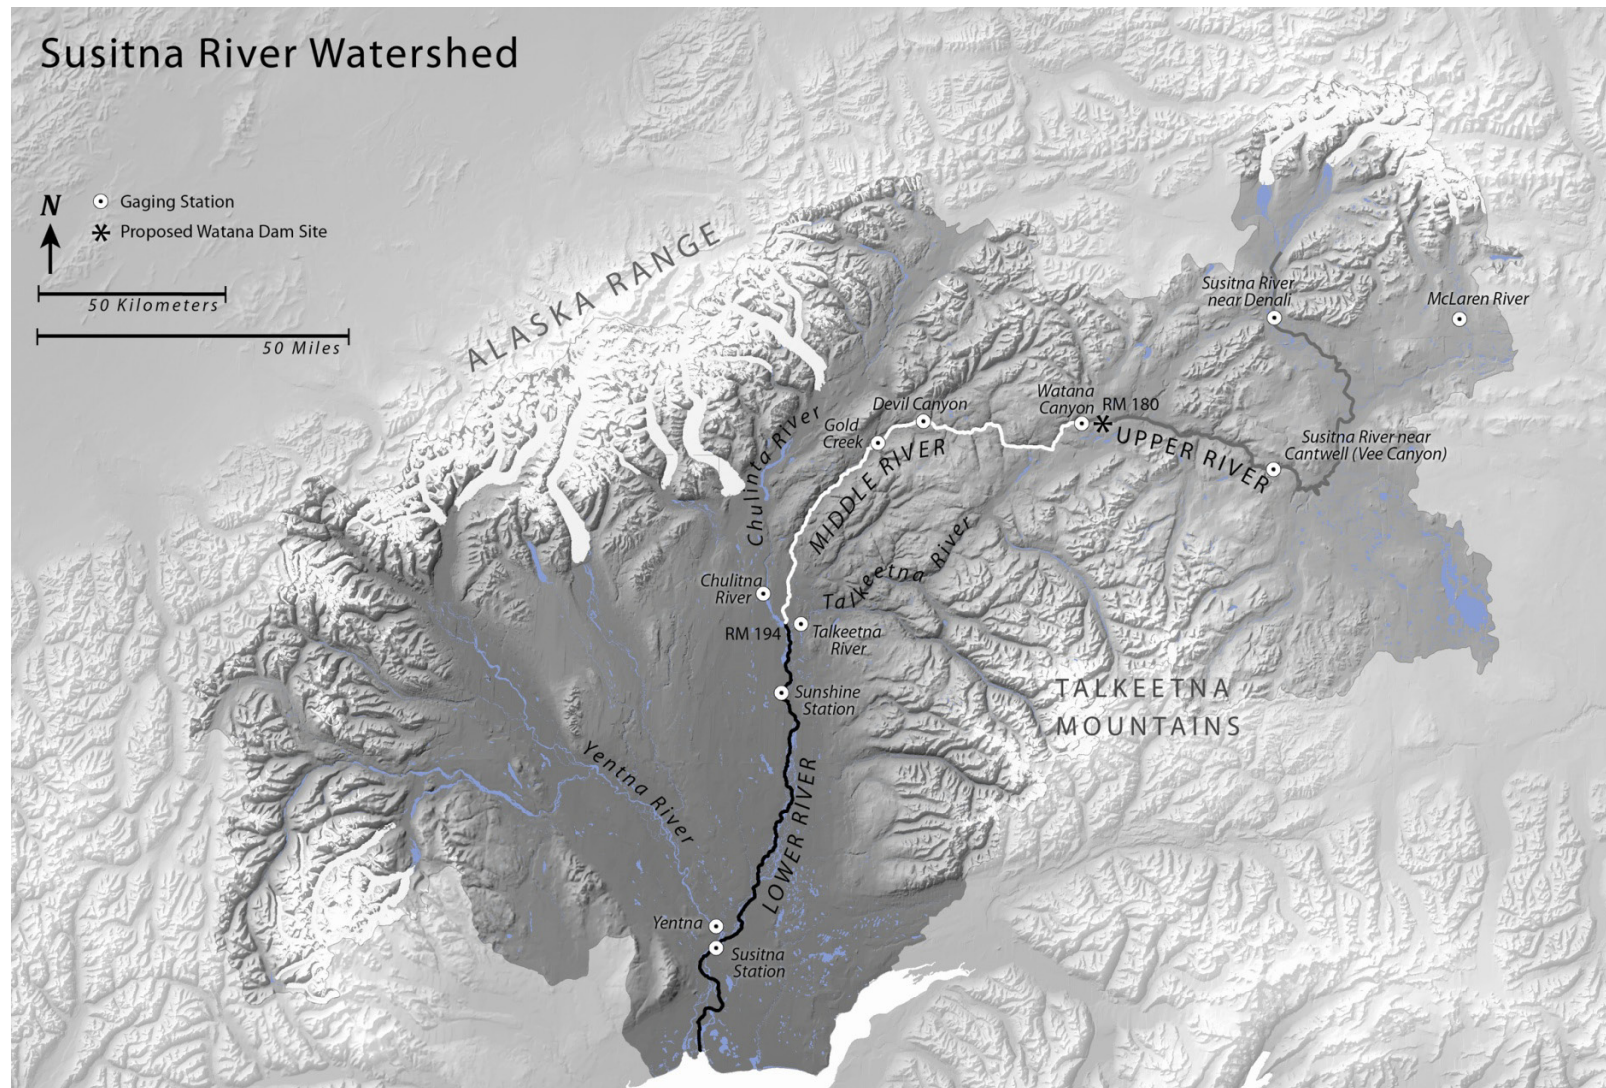 Susitna River Watershed
N
Gaging Station
Proposed Watana Dam Site
50 Kilometers
50 Miles
ALASKA RANGE
Susitna River
near Denali
McLaren River
Watana
Canyon
RM 180
Devil Canyon
Gold
Creek
UPPER RIVER
Susitna River near
Cantwell (Vee Canyon)
MIDDLE RIVER
Chulinta River
Talkeetna River
Chulitna
River
RM 194
Talkeetna
River
Sunshine
Station
TALKEETNA
MOUNTAINS
Yentna River
LOWER RIVER
Yentna
Susitna
Station